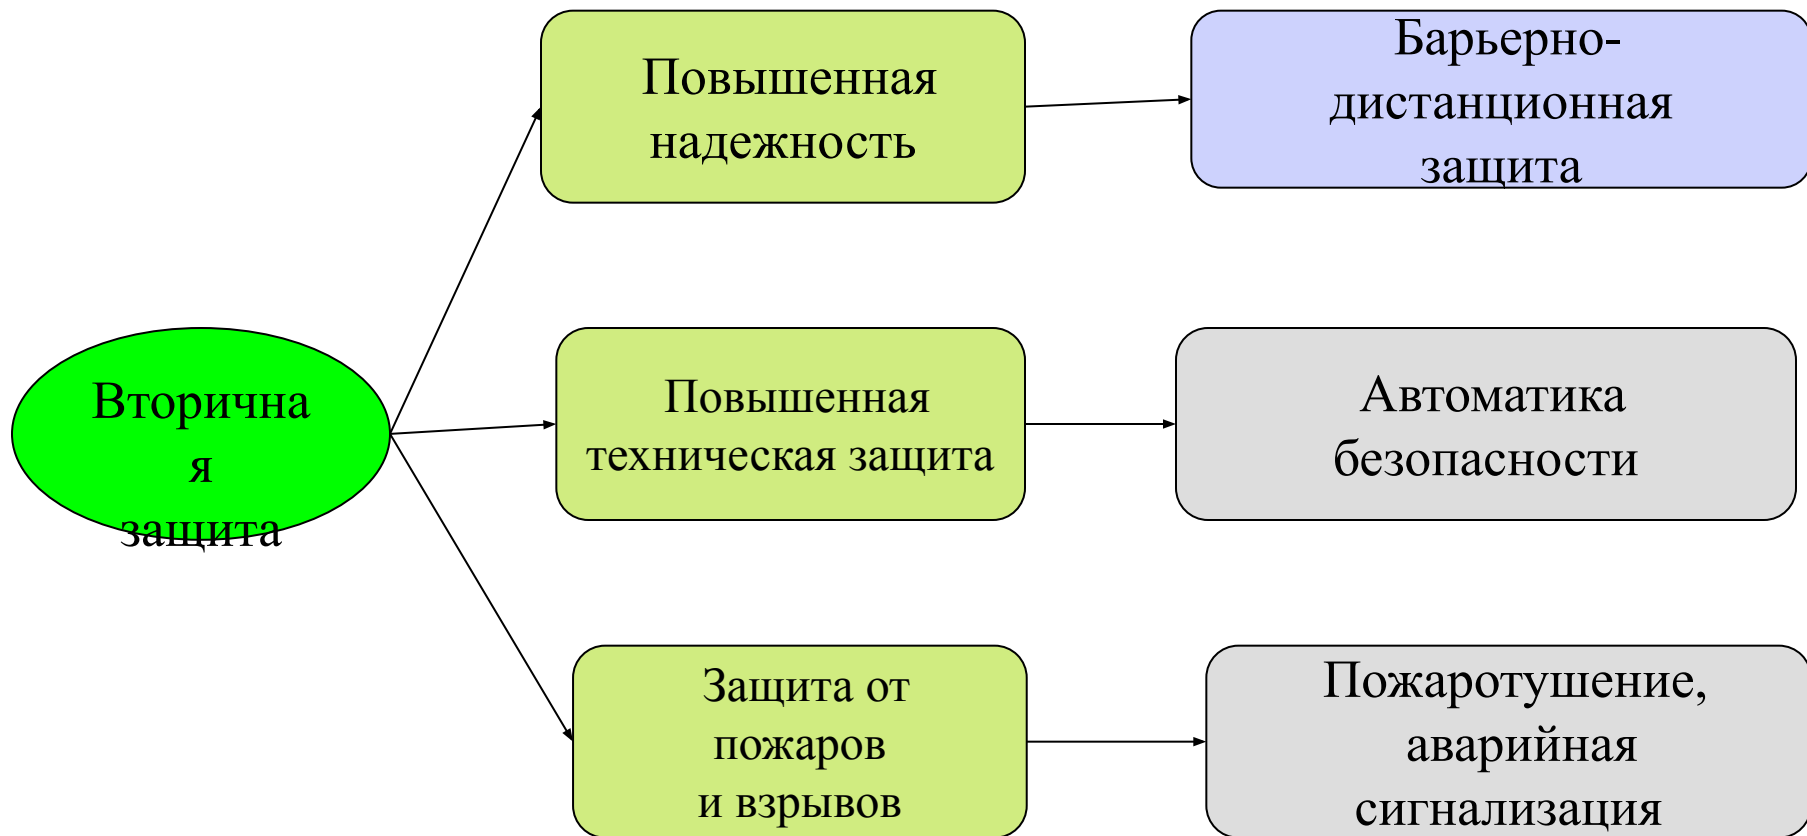 Повышенная
надежность
Барьерно-
дистанционная
защита
Вторична
я
защита
Повышенная
техническая защита
Автоматика
безопасности
Защита от
пожаров
и взрывов
Пожаротушение,
аварийная
сигнализация